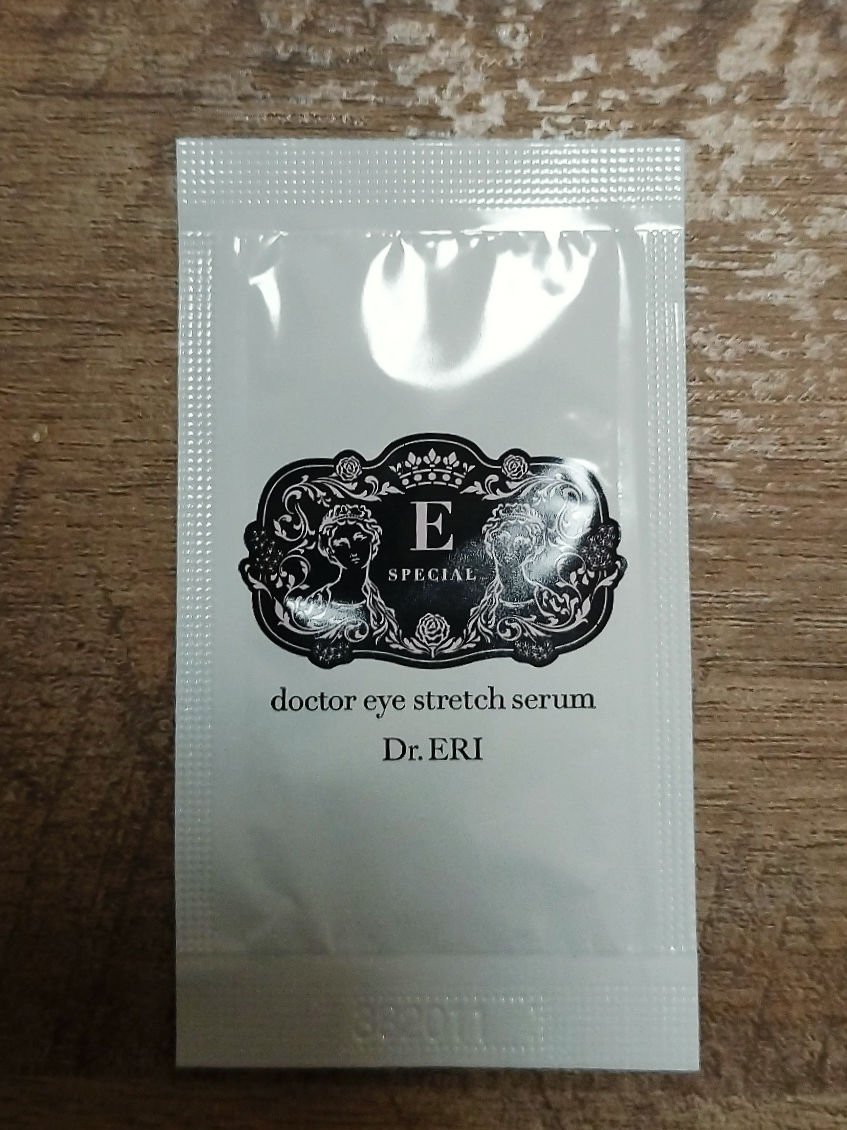 E
SPECIAL
doctor eye stretch serum
Dr. ERI